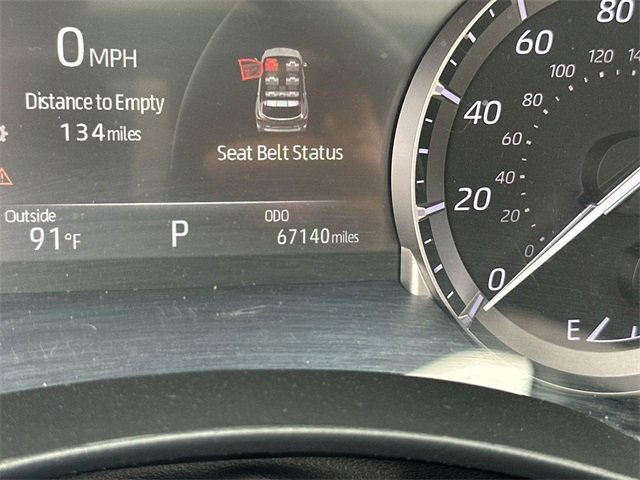 0 MPH
Distance to Empty
134 miles
Seat Belt Status
Outside
91°F
P
ODO
67140 miles
80
60
40
20
0
120
100
80
60
40
20
0
E